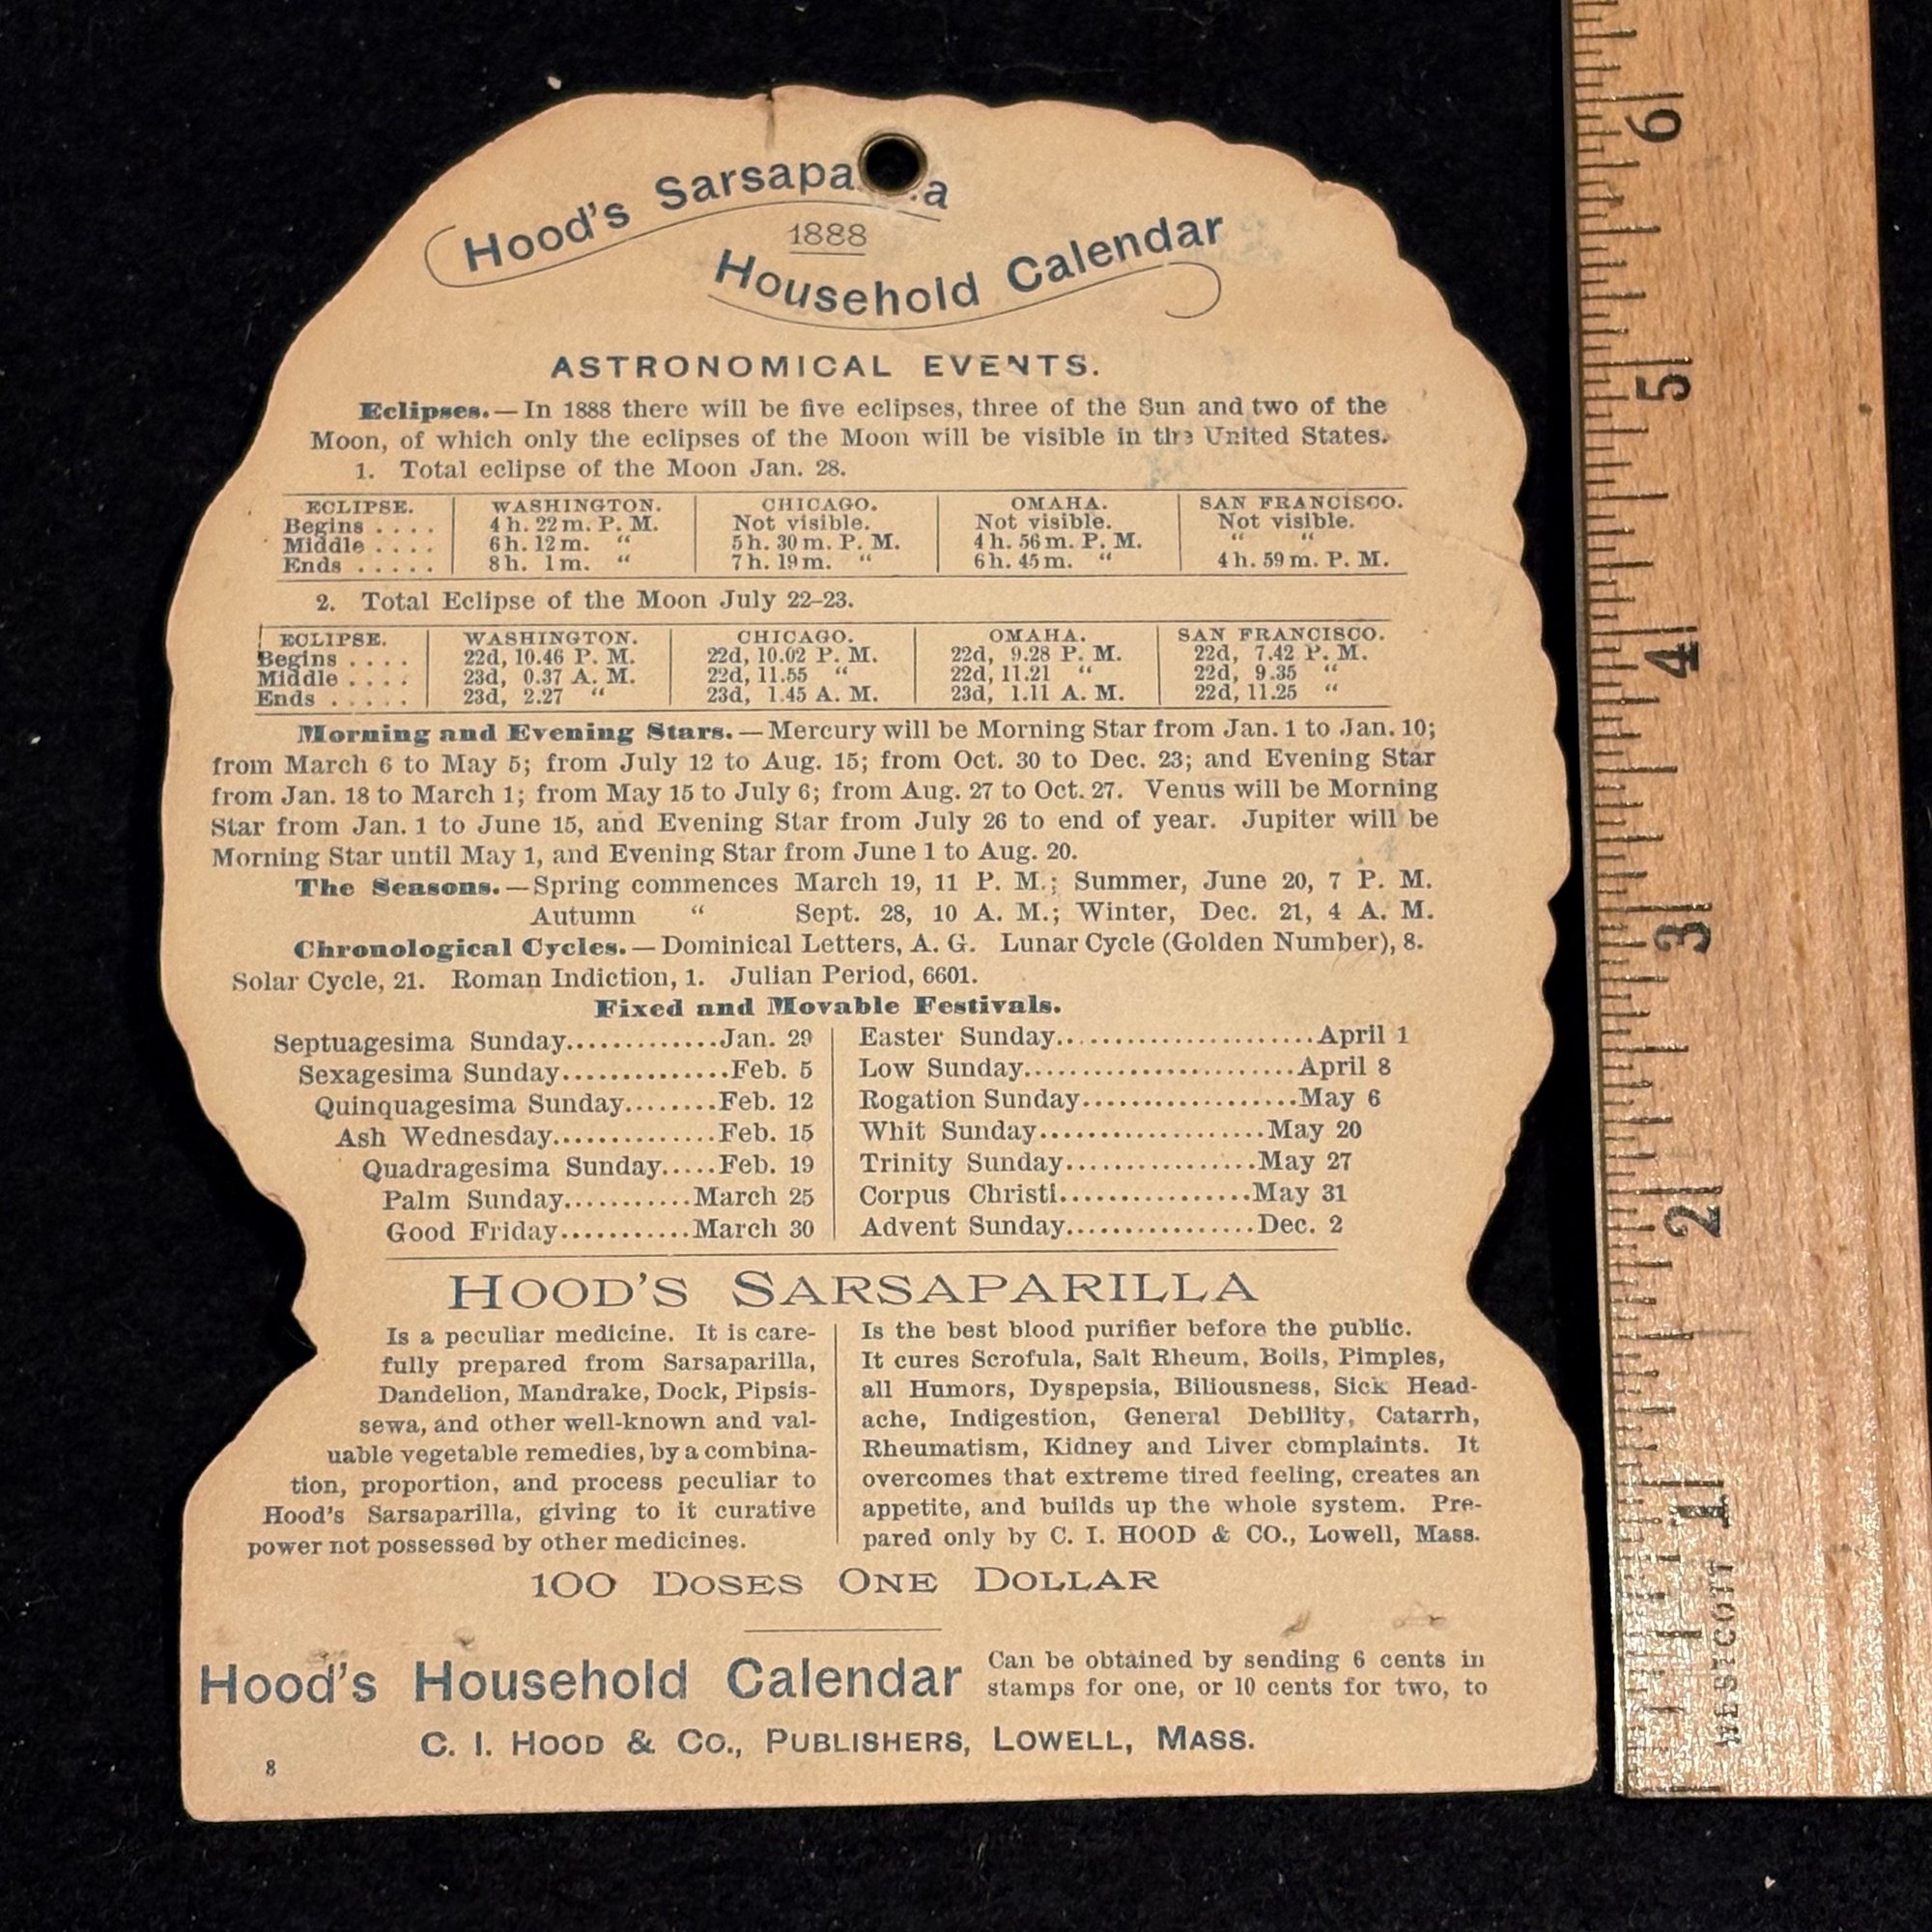 Hood's Sarsapa a
1888
Household Calendar
ASTRONOMICAL EVENTS.
Eclipses.—In 1888 there will be five eclipses, three of the Sun and two of the
Moon, of which only the eclipses of the Moon will be visible in the United States.
1. Total eclipse of the Moon Jan. 28.
ECLIPSE. WASHINGTON. CHICAGO. OMAHA. SAN FRANCISCO.
Begins .... 4 h. 22 m. P. M. Not visible. Not visible. Not visible.
Middle .... 6 h. 12 m. “ 5 h. 30 m. P. M. 4 h. 56 m. P. M. “ “
Ends ..... 8 h. 1 m. “ 7 h. 19 m. “ 6 h. 45 m. “ 4 h. 59 m. P. M.
2. Total Eclipse of the Moon July 22–23.
ECLIPSE. WASHINGTON. CHICAGO. OMAHA. SAN FRANCISCO.
Begins .... 22d, 10.46 P. M. 22d, 10.02 P. M. 22d, 9.28 P. M. 22d, 7.42 P. M.
Middle .... 23d, 0.37 A. M. 22d, 11.55 “ 22d, 11.21 “ 22d, 9.35 “
Ends ..... 23d, 2.27 “ 23d, 1.45 A. M. 23d, 1.11 A. M. 22d, 11.25 “
Morning and Evening Stars.—Mercury will be Morning Star from Jan. 1 to Jan. 10;
from March 6 to May 5; from July 12 to Aug. 15; from Oct. 30 to Dec. 23; and Evening Star
from Jan. 18 to March 1; from May 15 to July 6; from Aug. 27 to Oct. 27. Venus will be Morning
Star from Jan. 1 to June 15, and Evening Star from July 26 to end of year. Jupiter will be
Morning Star until May 1, and Evening Star from June 1 to Aug. 20.
The Seasons.—Spring commences March 19, 11 P. M.; Summer, June 20, 7 P. M.
Autumn “ Sept. 28, 10 A. M.; Winter, Dec. 21, 4 A. M.
Chronological Cycles.—Dominical Letters, A. G. Lunar Cycle (Golden Number), 8.
Solar Cycle, 21. Roman Indiction, 1. Julian Period, 6601.
Fixed and Movable Festivals.
Septuagesima Sunday.............Jan. 29
Sexagesima Sunday..............Feb. 5
Quinquagesima Sunday........Feb. 12
Ash Wednesday..............Feb. 15
Quadragesima Sunday.....Feb. 19
Palm Sunday...........March 25
Good Friday...........March 30
Easter Sunday......................April 1
Low Sunday.......................April 8
Rogation Sunday..................May 6
Whit Sunday...................May 20
Trinity Sunday................May 27
Corpus Christi................May 31
Advent Sunday................Dec. 2
HOOD'S SARSAPARILLA
Is a peculiar medicine. It is care-
fully prepared from Sarsaparilla,
Dandelion, Mandrake, Dock, Pipsis-
sewa, and other well-known and val-
uable vegetable remedies, by a combina-
tion, proportion, and process peculiar to
Hood's Sarsaparilla, giving to it curative
power not possessed by other medicines.
Is the best blood purifier before the public.
It cures Scrofula, Salt Rheum, Boils, Pimples,
all Humors, Dyspepsia, Biliousness, Sick Head-
ache, Indigestion, General Debility, Catarrh,
Rheumatism, Kidney and Liver complaints. It
overcomes that extreme tired feeling, creates an
appetite, and builds up the whole system. Pre-
pared only by C. I. HOOD & CO., Lowell, Mass.
100 DOSES ONE DOLLAR
Hood's Household Calendar
Can be obtained by sending 6 cents in
stamps for one, or 10 cents for two, to
C. I. HOOD & CO., PUBLISHERS, LOWELL, MASS.
8
6
5
4
3
2
1
WESTCOTT